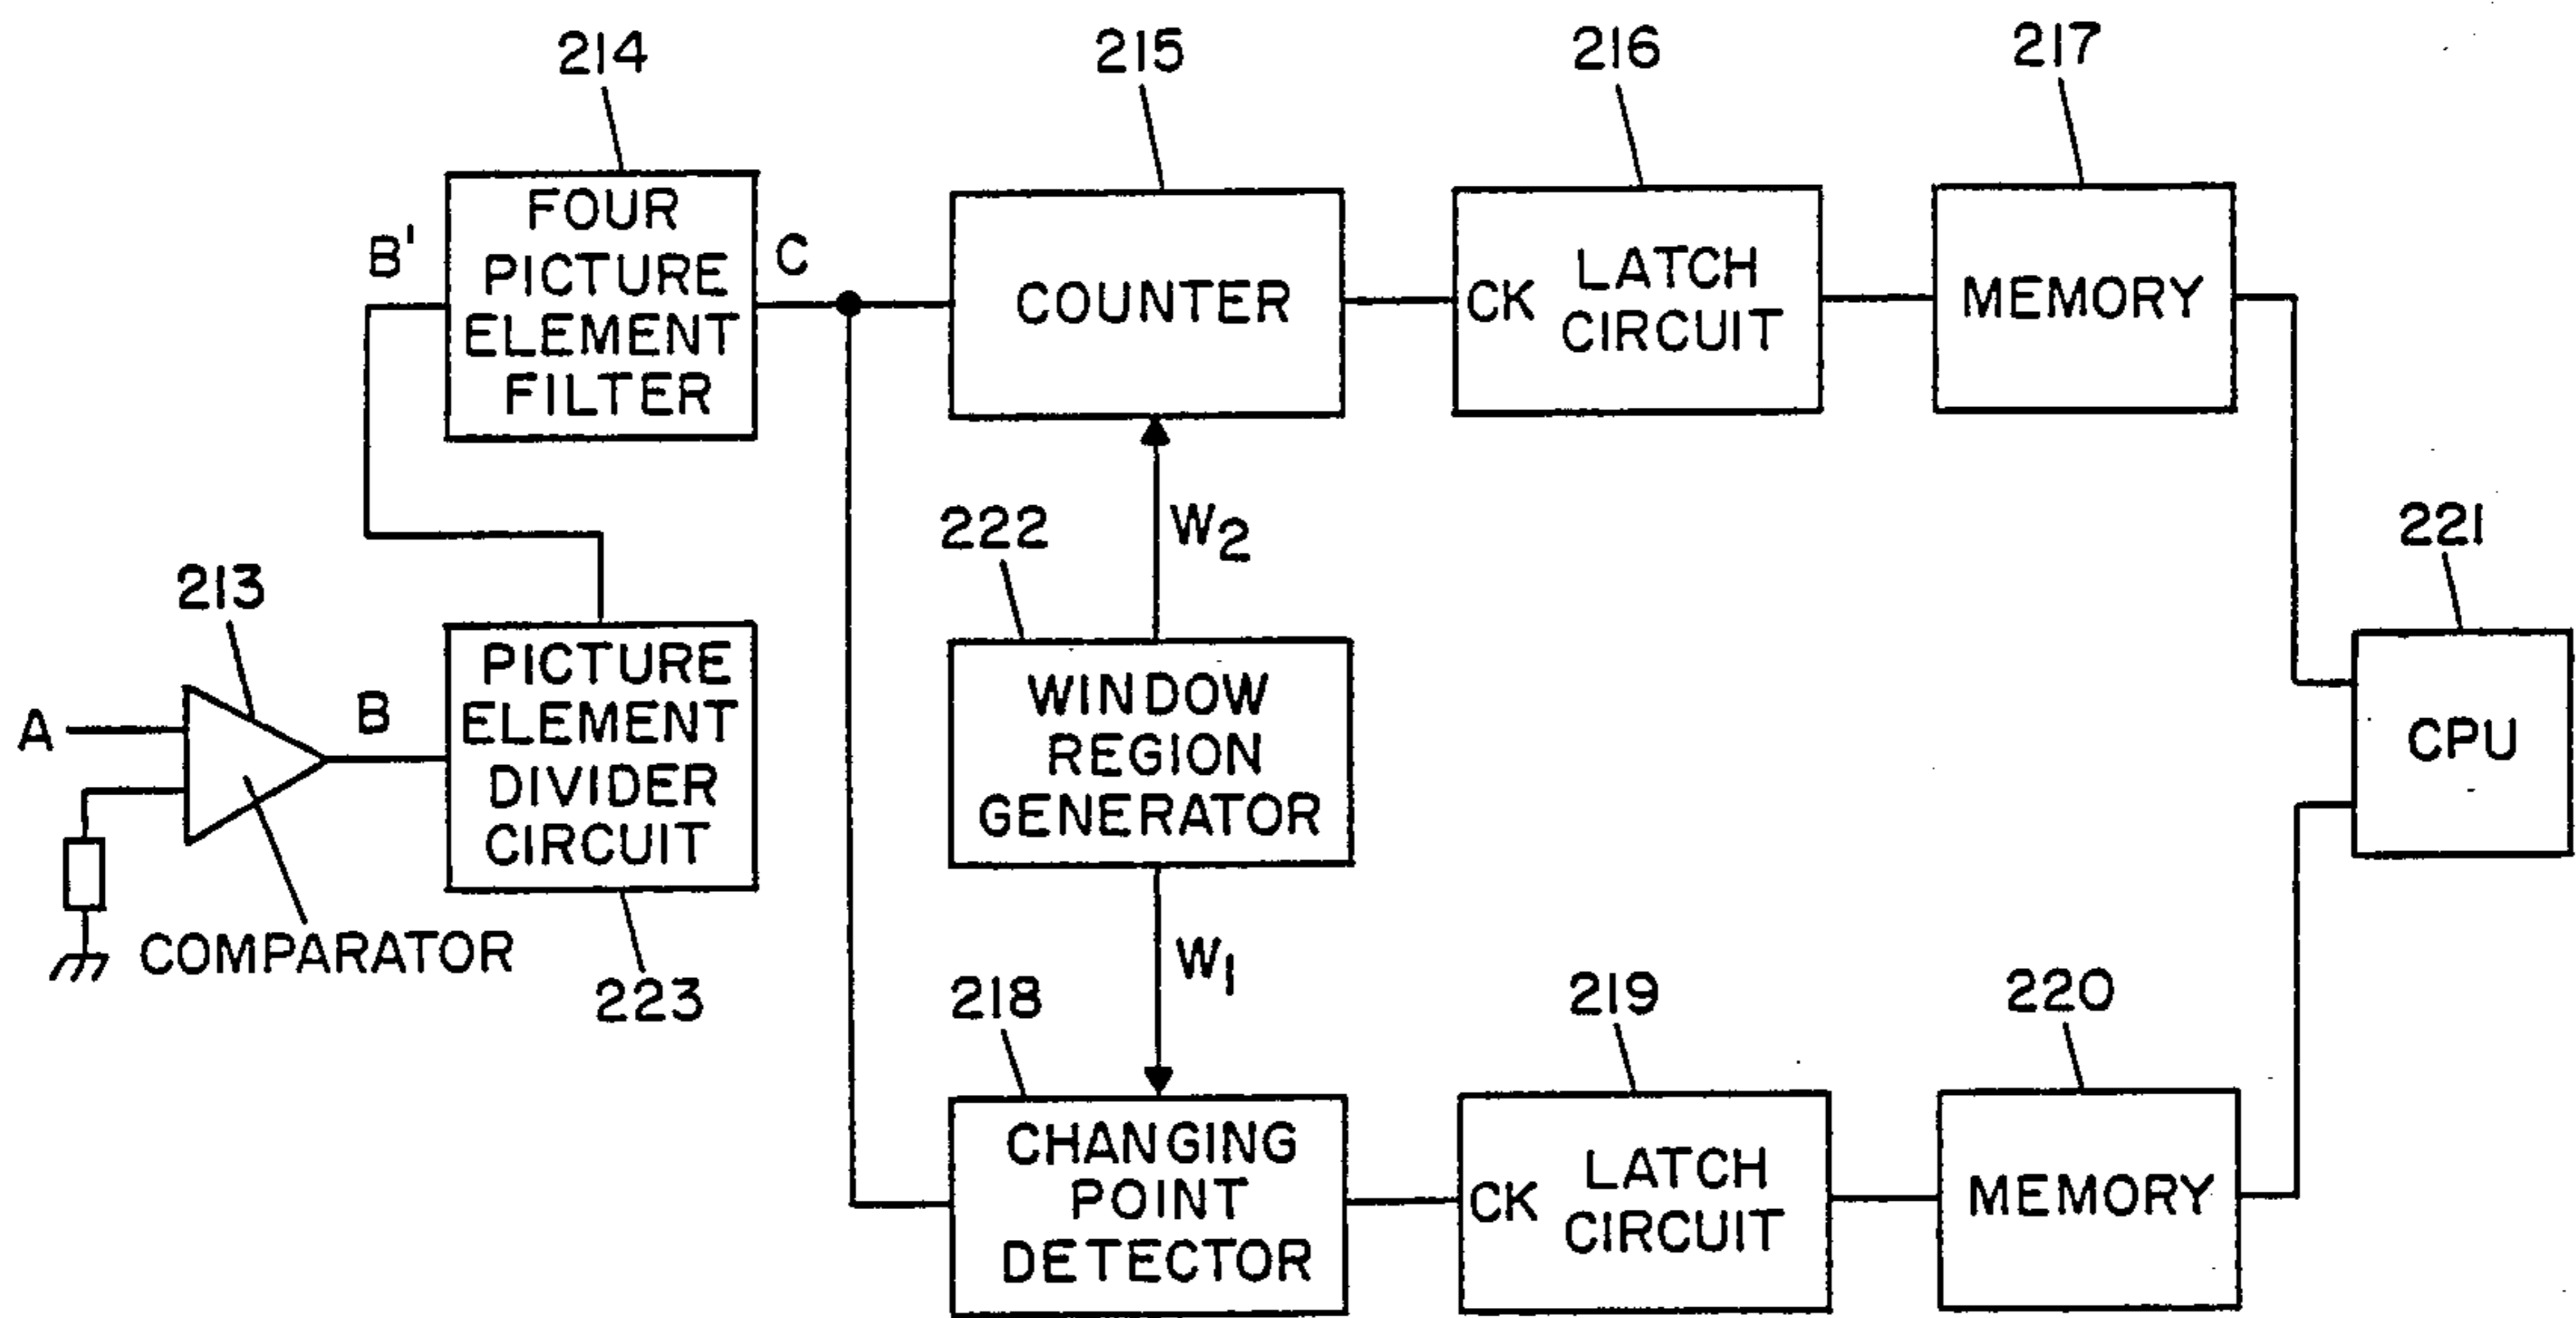 214
215
216
217
FOUR
PICTURE
ELEMENT
FILTER
B'
C
COUNTER
CK
LATCH
CIRCUIT
MEMORY
213
A
B
COMPARATOR
PICTURE
ELEMENT
DIVIDER
CIRCUIT
223
222
W2
WINDOW
REGION
GENERATOR
W1
221
CPU
218
219
220
CHANGING
POINT
DETECTOR
CK
LATCH
CIRCUIT
MEMORY